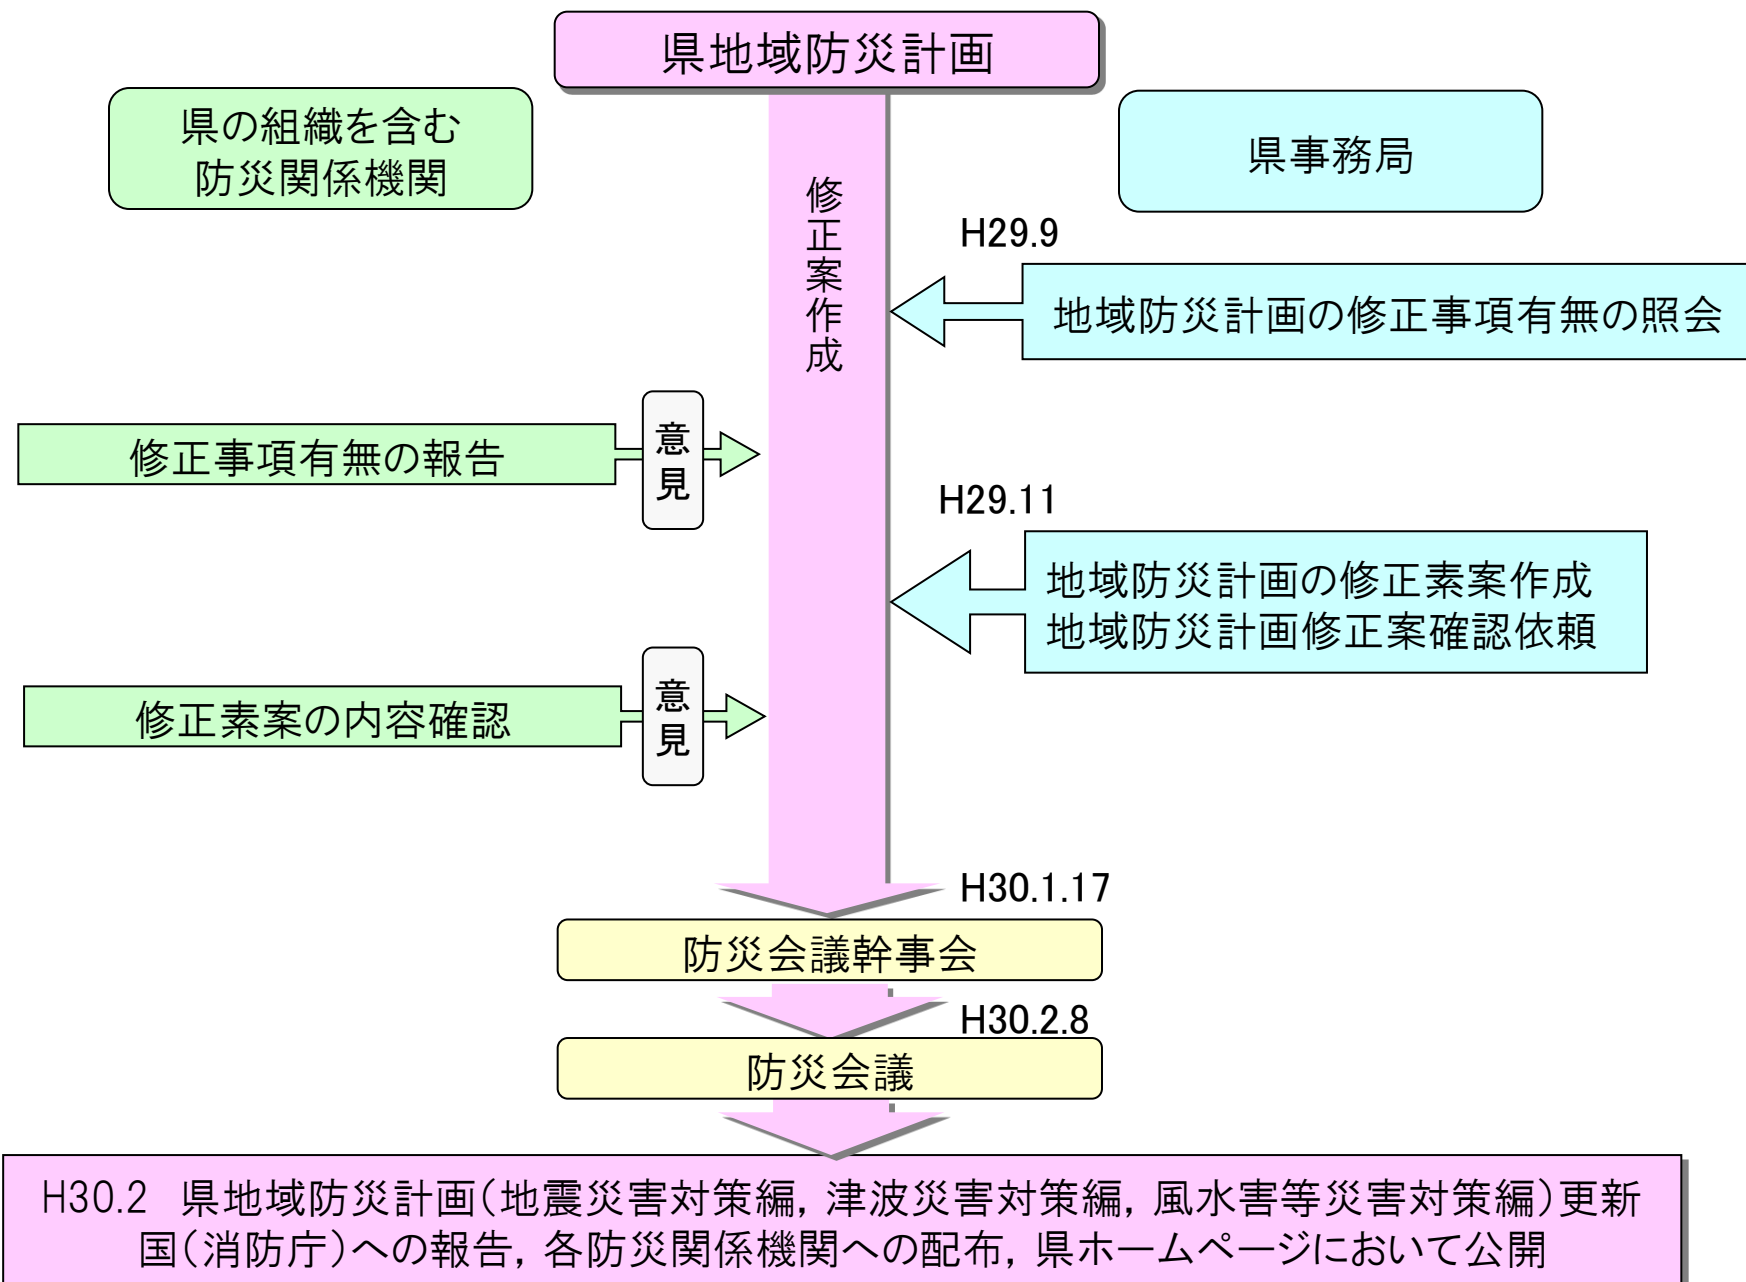 県地域防災計画
県の組織を含む
防災関係機関
県事務局
修正案作成
H29.9
地域防災計画の修正事項有無の照会
修正事項有無の報告
意見
H29.11
地域防災計画の修正素案作成
地域防災計画修正案確認依頼
修正素案の内容確認
意見
H30.1.17
防災会議幹事会
H30.2.8
防災会議
H30.2　県地域防災計画（地震災害対策編，津波災害対策編，風水害等災害対策編）更新
国（消防庁）への報告，各防災関係機関への配布，県ホームページにおいて公開